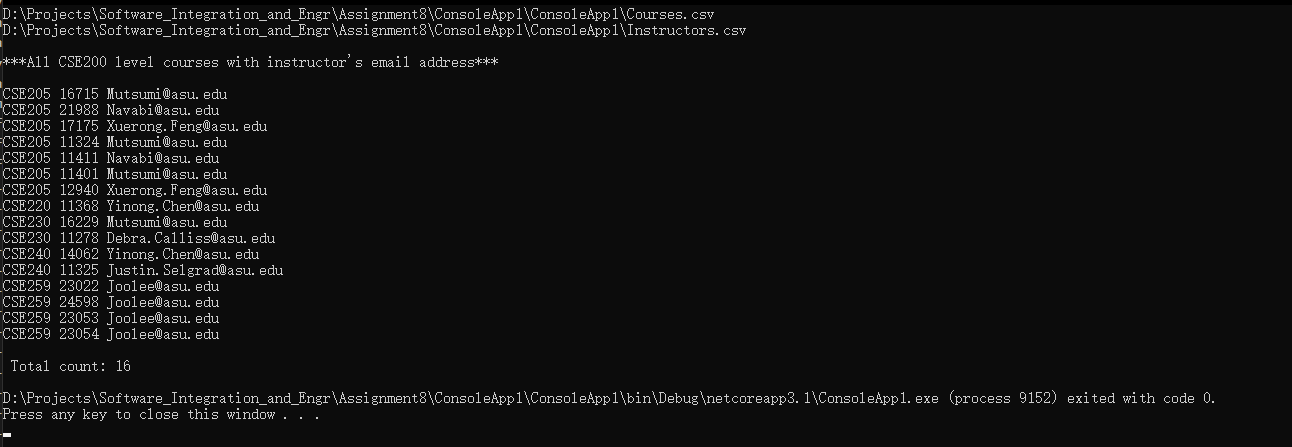 D:\Projects\Software_Integration_and_Engr\Assignment8\ConsoleApp1\ConsoleApp1\Courses.csv
D:\Projects\Software_Integration_and_Engr\Assignment8\ConsoleApp1\ConsoleApp1\Instructors.csv
***All CSE200 level courses with instructor's email address***
CSE205 16715 Mutsumi@asu.edu
CSE205 21988 Navabi@asu.edu
CSE205 17175 Xuerong.Feng@asu.edu
CSE205 11324 Mutsumi@asu.edu
CSE205 11411 Navabi@asu.edu
CSE205 11401 Mutsumi@asu.edu
CSE205 12940 Xuerong.Feng@asu.edu
CSE220 11368 Yinong.Chen@asu.edu
CSE230 16229 Mutsumi@asu.edu
CSE230 11278 Debra.Calliss@asu.edu
CSE240 14062 Yinong.Chen@asu.edu
CSE240 11325 Justin.Selgrad@asu.edu
CSE259 23022 Joolee@asu.edu
CSE259 24598 Joolee@asu.edu
CSE259 23053 Joolee@asu.edu
CSE259 23054 Joolee@asu.edu
Total count: 16
D:\Projects\Software_Integration_and_Engr\Assignment8\ConsoleApp1\ConsoleApp1\bin\Debug\netcoreapp3.1\ConsoleApp1.exe (process 9152) exited with code 0.
Press any key to close this window . . .